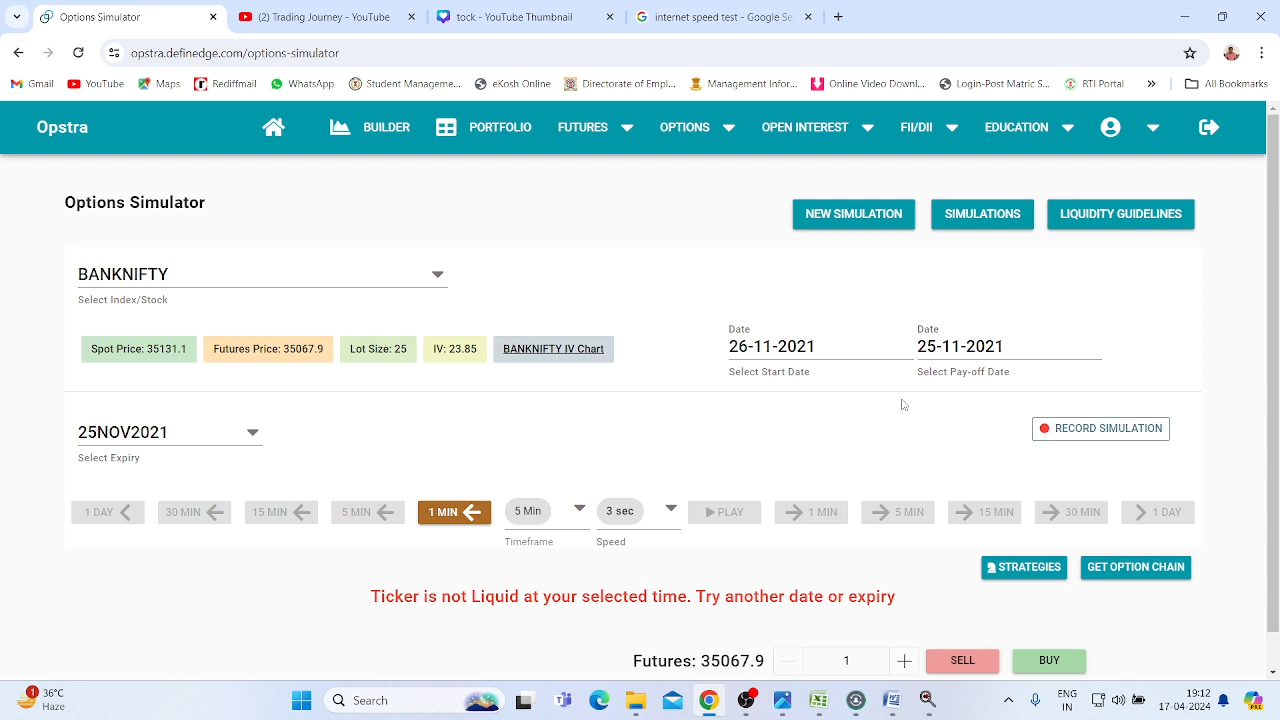 (2) Trading Journey - YouTube
tock - YouTube Thumbnail
internet speed test - Google Se
opstra.definedge.com/options-simulator
Gmail YouTube Maps Rediffmail WhatsApp Student Manageme... eKosh Online Directorate of Empl... Management Infor... Online Video Downl... Login-Post Matric S... RTI Portal » All Bookmarks
Opstra BUILDER PORTFOLIO FUTURES OPTIONS OPEN INTEREST FII/DII EDUCATION
Options Simulator
NEW SIMULATION SIMULATIONS LIQUIDITY GUIDELINES
BANKNIFTY
Select Index/Stock
Spot Price: 35131.1 Futures Price: 35067.9 Lot Size: 25 IV: 23.85 BANKNIFTY IV Chart
Date Date
26-11-2021 25-11-2021
Select Start Date Select Pay-off Date
25NOV2021
Select Expiry
RECORD SIMULATION
1 DAY 30 MIN 15 MIN 5 MIN 1 MIN 5 Min 3 sec PLAY 1 MIN 5 MIN 15 MIN 30 MIN 1 DAY
Timeframe Speed
STRATEGIES GET OPTION CHAIN
Ticker is not Liquid at your selected time. Try another date or expiry
Futures: 35067.9 1 SELL BUY
1 36°C
Haze
Search
ENG
IN
19:12
17-04-2024
PRE